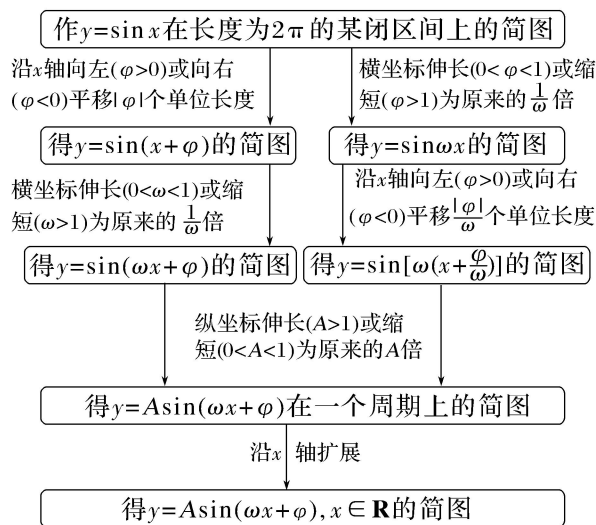 作y=sin x在长度为2π的某闭区间上的简图
沿x轴向左(φ>0)或向右
(φ<0)平移|φ|个单位长度
横坐标伸长(0<φ<1)或缩
短(φ>1)为原来的1/ω倍
得y=sin(x+φ)的简图
得y=sinωx的简图
横坐标伸长(0<ω<1)或缩
短(ω>1)为原来的1/ω倍
沿x轴向左(φ>0)或向右
(φ<0)平移|φ|/ω个单位长度
得y=sin(ωx+φ)的简图
得y=sin[ω(x+φ/ω)]的简图
纵坐标伸长(A>1)或缩
短(0<A<1)为原来的A倍
得y=Asin(ωx+φ)在一个周期上的简图
沿x 轴扩展
得y=Asin(ωx+φ),x∈R的简图